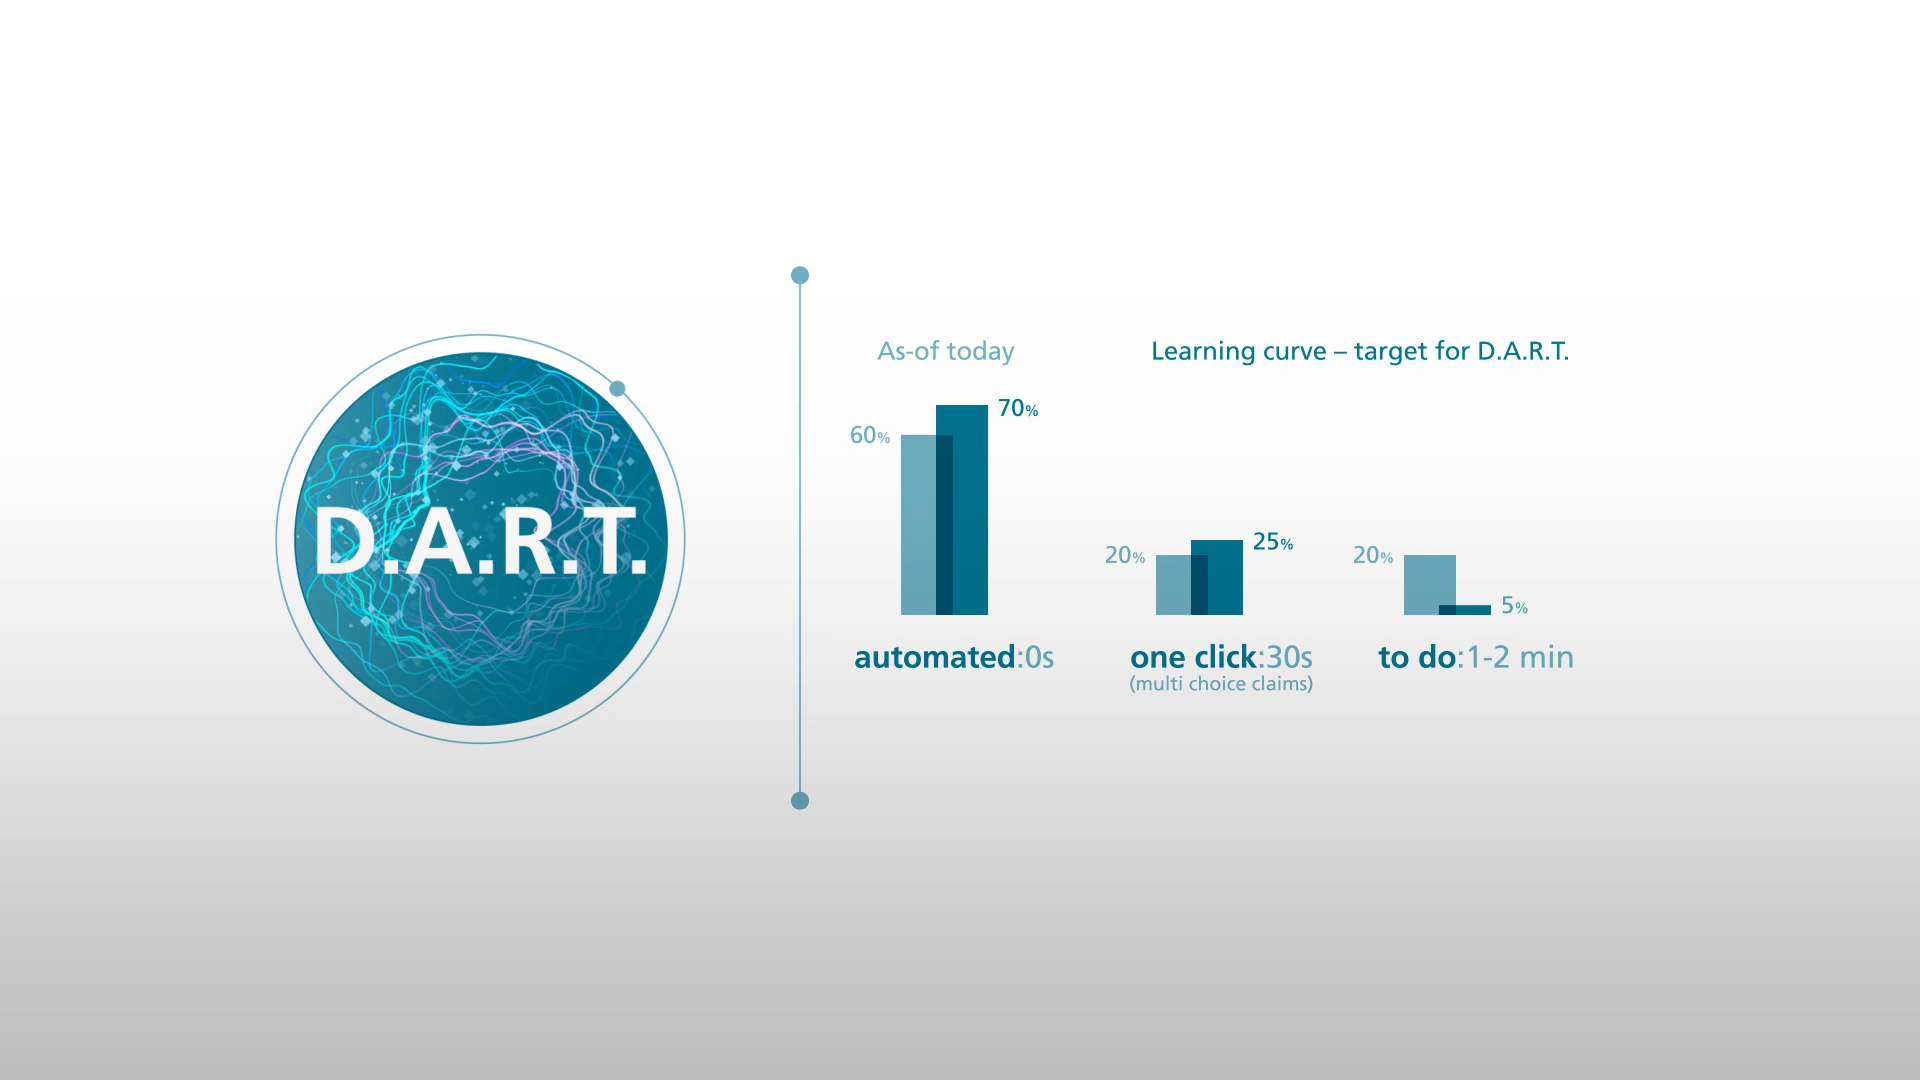 D.A.R.T.
As-of today
Learning curve – target for D.A.R.T.
60%
70%
20%
25%
20%
5%
automated:0s
one click:30s
(multi choice claims)
to do:1-2 min